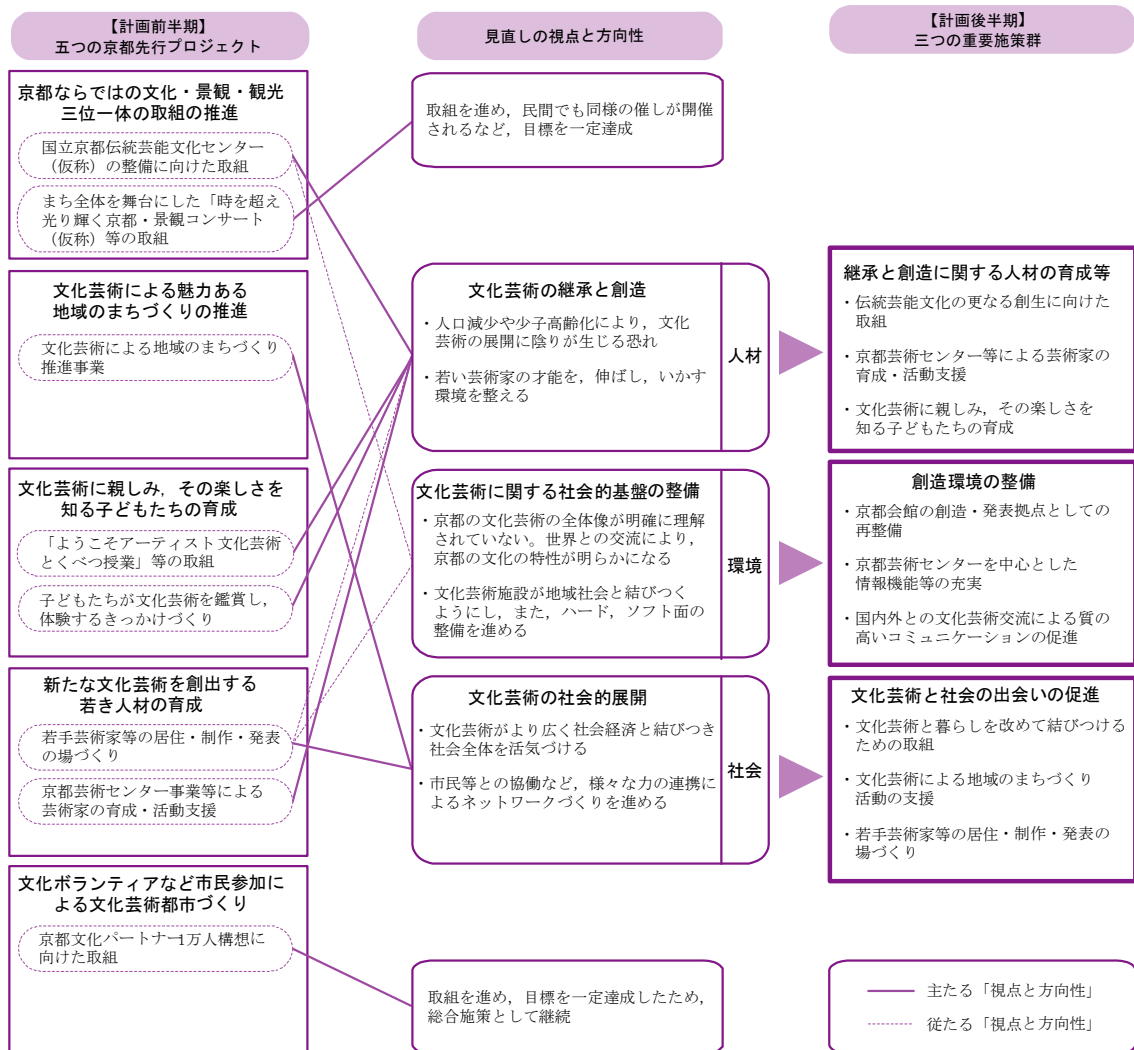 【計画前半期】
五つの京都先行プロジェクト
京都ならではの文化・景観・観光
三位一体の取組の推進
国立京都伝統芸能文化センター
（仮称）の整備に向けた取組
まち全体を舞台にした「時を超え
光り輝く京都・景観コンサート
（仮称）等の取組
文化芸術による魅力ある
地域のまちづくりの推進
文化芸術による地域のまちづくり
推進事業
文化芸術に親しみ，その楽しさを
知る子どもたちの育成
「ようこそアーティスト文化芸術
とくべつ授業」等の取組
子どもたちが文化芸術を鑑賞し，
体験するきっかけづくり
新たな文化芸術を創出する
若き人材の育成
若手芸術家等の居住・制作・発表
の場づくり
京都芸術センター事業等による
芸術家の育成・活動支援
文化ボランティアなど市民参加に
よる文化芸術都市づくり
京都文化パートナー1万人構想に
向けた取組
見直しの視点と方向性
取組を進め，民間でも同様の催しが開催
されるなど，目標を一定達成
文化芸術の継承と創造
・人口減少や少子高齢化により，文化
芸術の展開に陰りが生じる恐れ
・若い芸術家の才能を，伸ばし，いかす
環境を整える
人材
文化芸術に関する社会的基盤の整備
・京都の文化芸術の全体像が明確に理解
されていない。世界との交流により，
京都の文化の特性が明らかになる
・文化芸術施設が地域社会と結びつく
ようにし，また，ハード，ソフト面の
整備を進める
環境
文化芸術の社会的展開
・文化芸術がより広く社会経済と結びつき
社会全体を活気づける
・市民等との協働など，様々な力の連携に
よるネットワークづくりを進める
社会
取組を進め，目標を一定達成したため，
総合施策として継続
【計画後半期】
三つの重要施策群
継承と創造に関する人材の育成等
・伝統芸能文化の更なる創生に向けた
取組
・京都芸術センター等による芸術家の
育成・活動支援
・文化芸術に親しみ，その楽しさを
知る子どもたちの育成
創造環境の整備
・京都会館の創造・発表拠点としての
再整備
・京都芸術センターを中心とした
情報機能等の充実
・国内外との文化芸術交流による質の
高いコミュニケーションの促進
文化芸術と社会の出会いの促進
・文化芸術と暮らしを改めて結びつける
ための取組
・文化芸術による地域のまちづくり
活動の支援
・若手芸術家等の居住・制作・発表の
場づくり
主たる「視点と方向性」
従たる「視点と方向性」